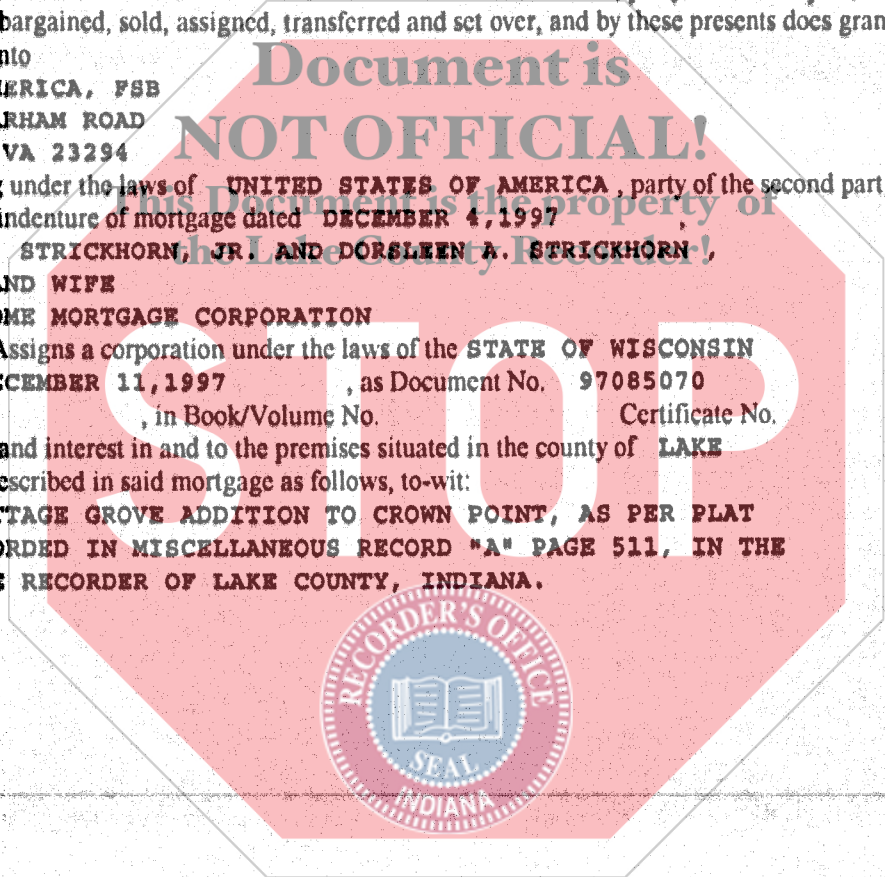 bargained, sold, assigned, transferred and set over, and by these presents does gran
nto
ERICA, FSB
Document is
RHAM ROAD
NOT OFFICIAL!
VA 23294
under the laws of UNITED STATES OF AMERICA , party of the second part
This Document is the property of
indenture of mortgage dated DECEMBER 4,1997 ,
the Lake County Recorder!
STRICKHORN, JR. AND DORSLEEN A. STRICKHORN ,
ND WIFE
ME MORTGAGE CORPORATION
Assigns a corporation under the laws of the STATE OF WISCONSIN
CEMBER 11,1997 , as Document No. 97085070
STOP
, in Book/Volume No. Certificate No.
and interest in and to the premises situated in the county of LAKE
escribed in said mortgage as follows, to-wit:
TTAGE GROVE ADDITION TO CROWN POINT, AS PER PLAT
ORDED IN MISCELLANEOUS RECORD "A" PAGE 511, IN THE
RECORDER OF LAKE COUNTY, INDIANA.
RECORDER'S OFFICE
SEAL
INDIANA